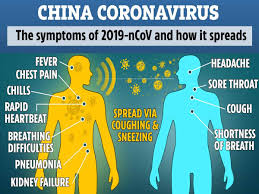 CHINA CORONAVIRUS
The symptoms of 2019-nCoV and how it spreads
FEVER
CHEST PAIN
CHILLS
RAPID
HEARTBEAT
BREATHING
DIFFICULTIES
PNEUMONIA
KIDNEY FAILURE
SPREAD VIA
COUGHING &
SNEEZING
HEADACHE
SORE THROAT
COUGH
SHORTNESS
OF BREATH